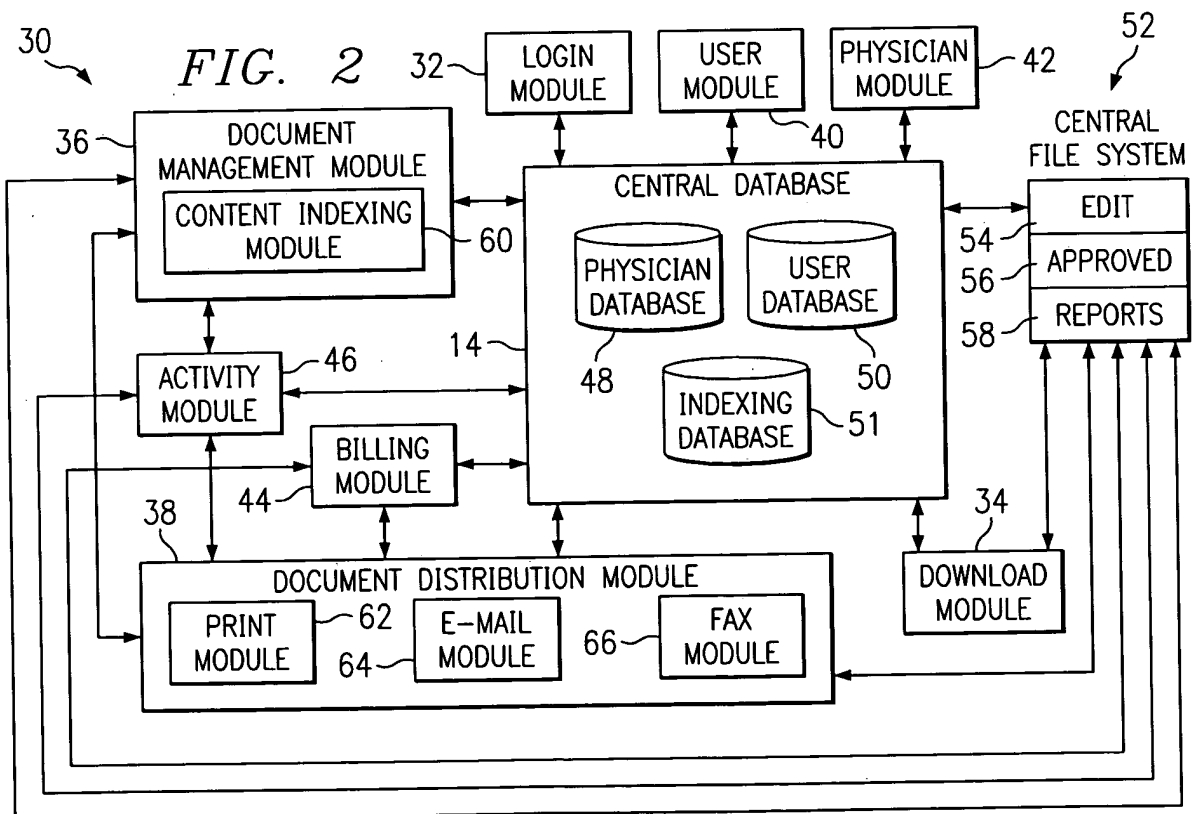 30
FIG. 2
32
LOGIN
MODULE
USER
MODULE
40
PHYSICIAN
MODULE
42
52
36
DOCUMENT
MANAGEMENT MODULE
CONTENT INDEXING
MODULE
60
CENTRAL DATABASE
PHYSICIAN
DATABASE
48
USER
DATABASE
50
INDEXING
DATABASE
51
14
CENTRAL
FILE SYSTEM
EDIT
54
APPROVED
56
REPORTS
58
ACTIVITY
MODULE
46
BILLING
MODULE
44
38
DOCUMENT DISTRIBUTION MODULE
PRINT
MODULE
62
E-MAIL
MODULE
64
FAX
MODULE
66
34
DOWNLOAD
MODULE